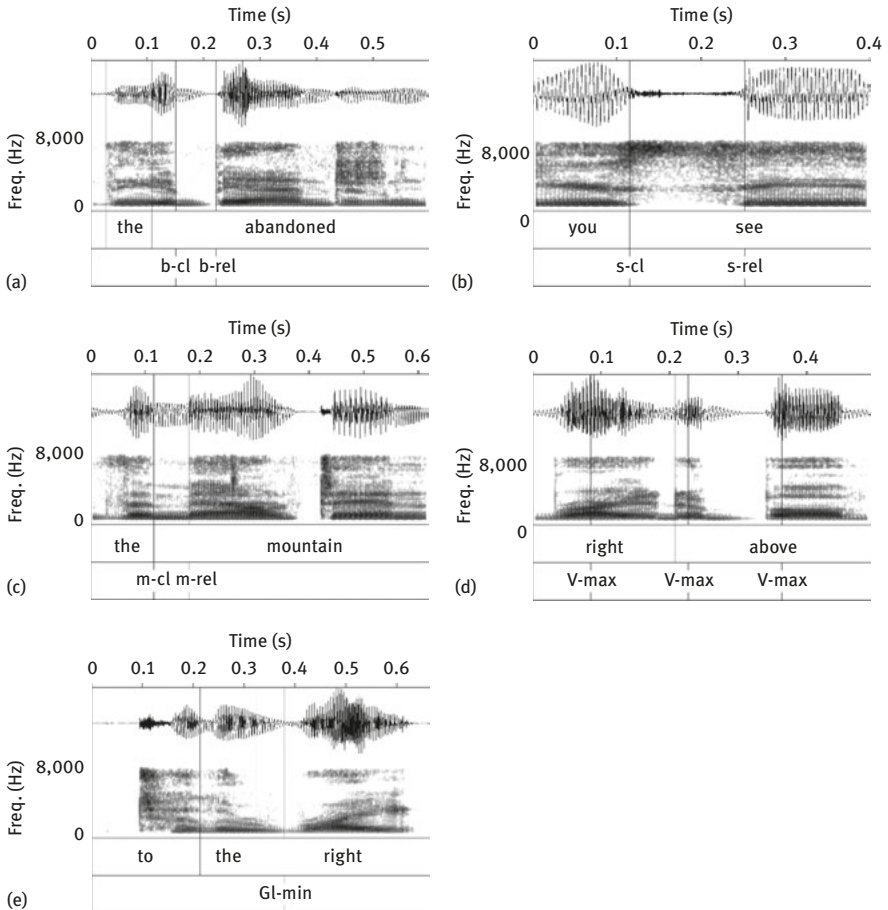 Time (s)
0 0.1 0.2 0.3 0.4 0.5
8,000
Freq. (Hz)
0
the abandoned
b-cl b-rel
(a)
Time (s)
0 0.1 0.2 0.3 0.4
8,000
Freq. (Hz)
0
you see
s-cl s-rel
(b)
Time (s)
0 0.1 0.2 0.3 0.4 0.5 0.6
8,000
Freq. (Hz)
0
the mountain
m-cl m-rel
(c)
Time (s)
0 0.1 0.2 0.3 0.4
8,000
Freq. (Hz)
0
right above
V-max V-max V-max
(d)
Time (s)
0 0.1 0.2 0.3 0.4 0.5 0.6
8,000
Freq. (Hz)
0
to the right
Gl-min
(e)